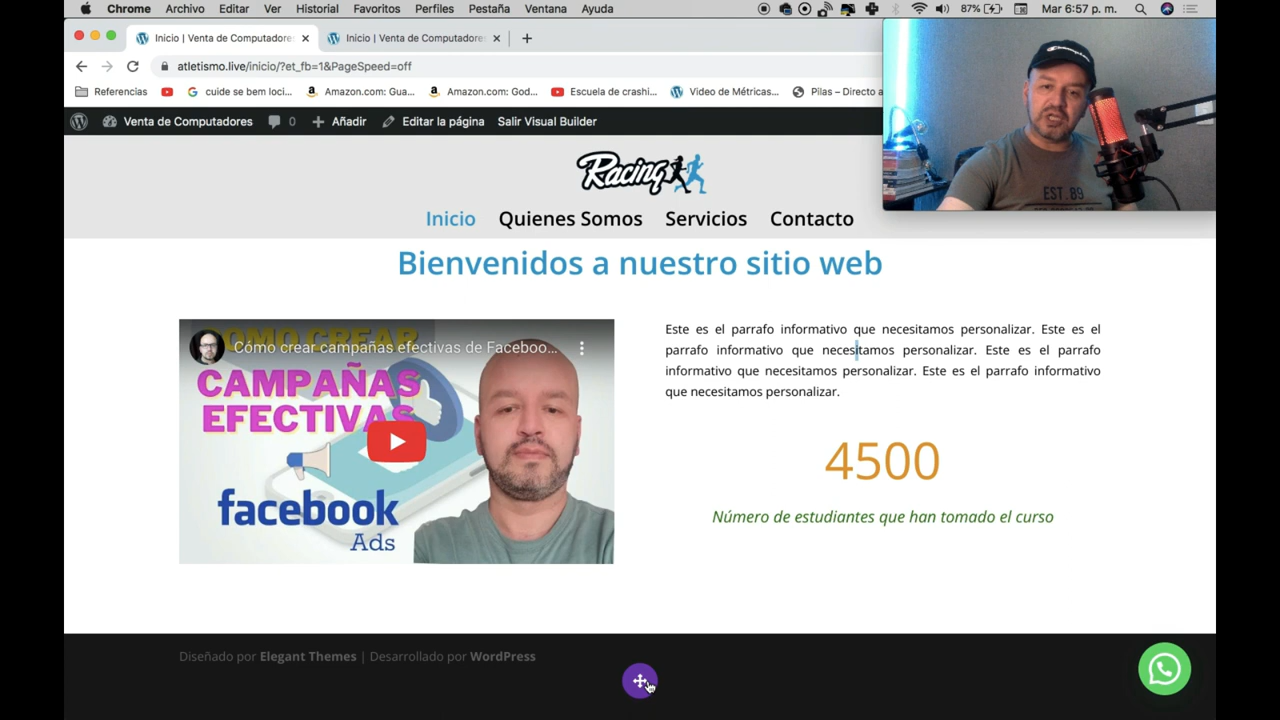 Chrome Archivo Editar Ver Historial Favoritos Perfiles Pestaña Ventana Ayuda 87% Mar 6:57 p. m.
Inicio | Venta de Computadore: Inicio | Venta de Computadore:
atletismo.live/inicio/?et_fb=1&PageSpeed=off
Referencias cuide se bem loci... Amazon.com: Gua... Amazon.com: God... Escuela de crashi... Video de Métricas... Pilas – Directo a
Venta de Computadores 0 Añadir Editar la página Salir Visual Builder
Racing
Champion
EST.89
Inicio Quienes Somos Servicios Contacto
Bienvenidos a nuestro sitio web
COMO CREAR
Cómo crear campañas efectivas de Faceboo...
CAMPAÑAS
EFECTIVAS
facebook
Ads
Este es el parrafo informativo que necesitamos personalizar. Este es el
parrafo informativo que necesitamos personalizar. Este es el parrafo
informativo que necesitamos personalizar. Este es el parrafo informativo
que necesitamos personalizar.
4500
Número de estudiantes que han tomado el curso
Diseñado por Elegant Themes | Desarrollado por WordPress